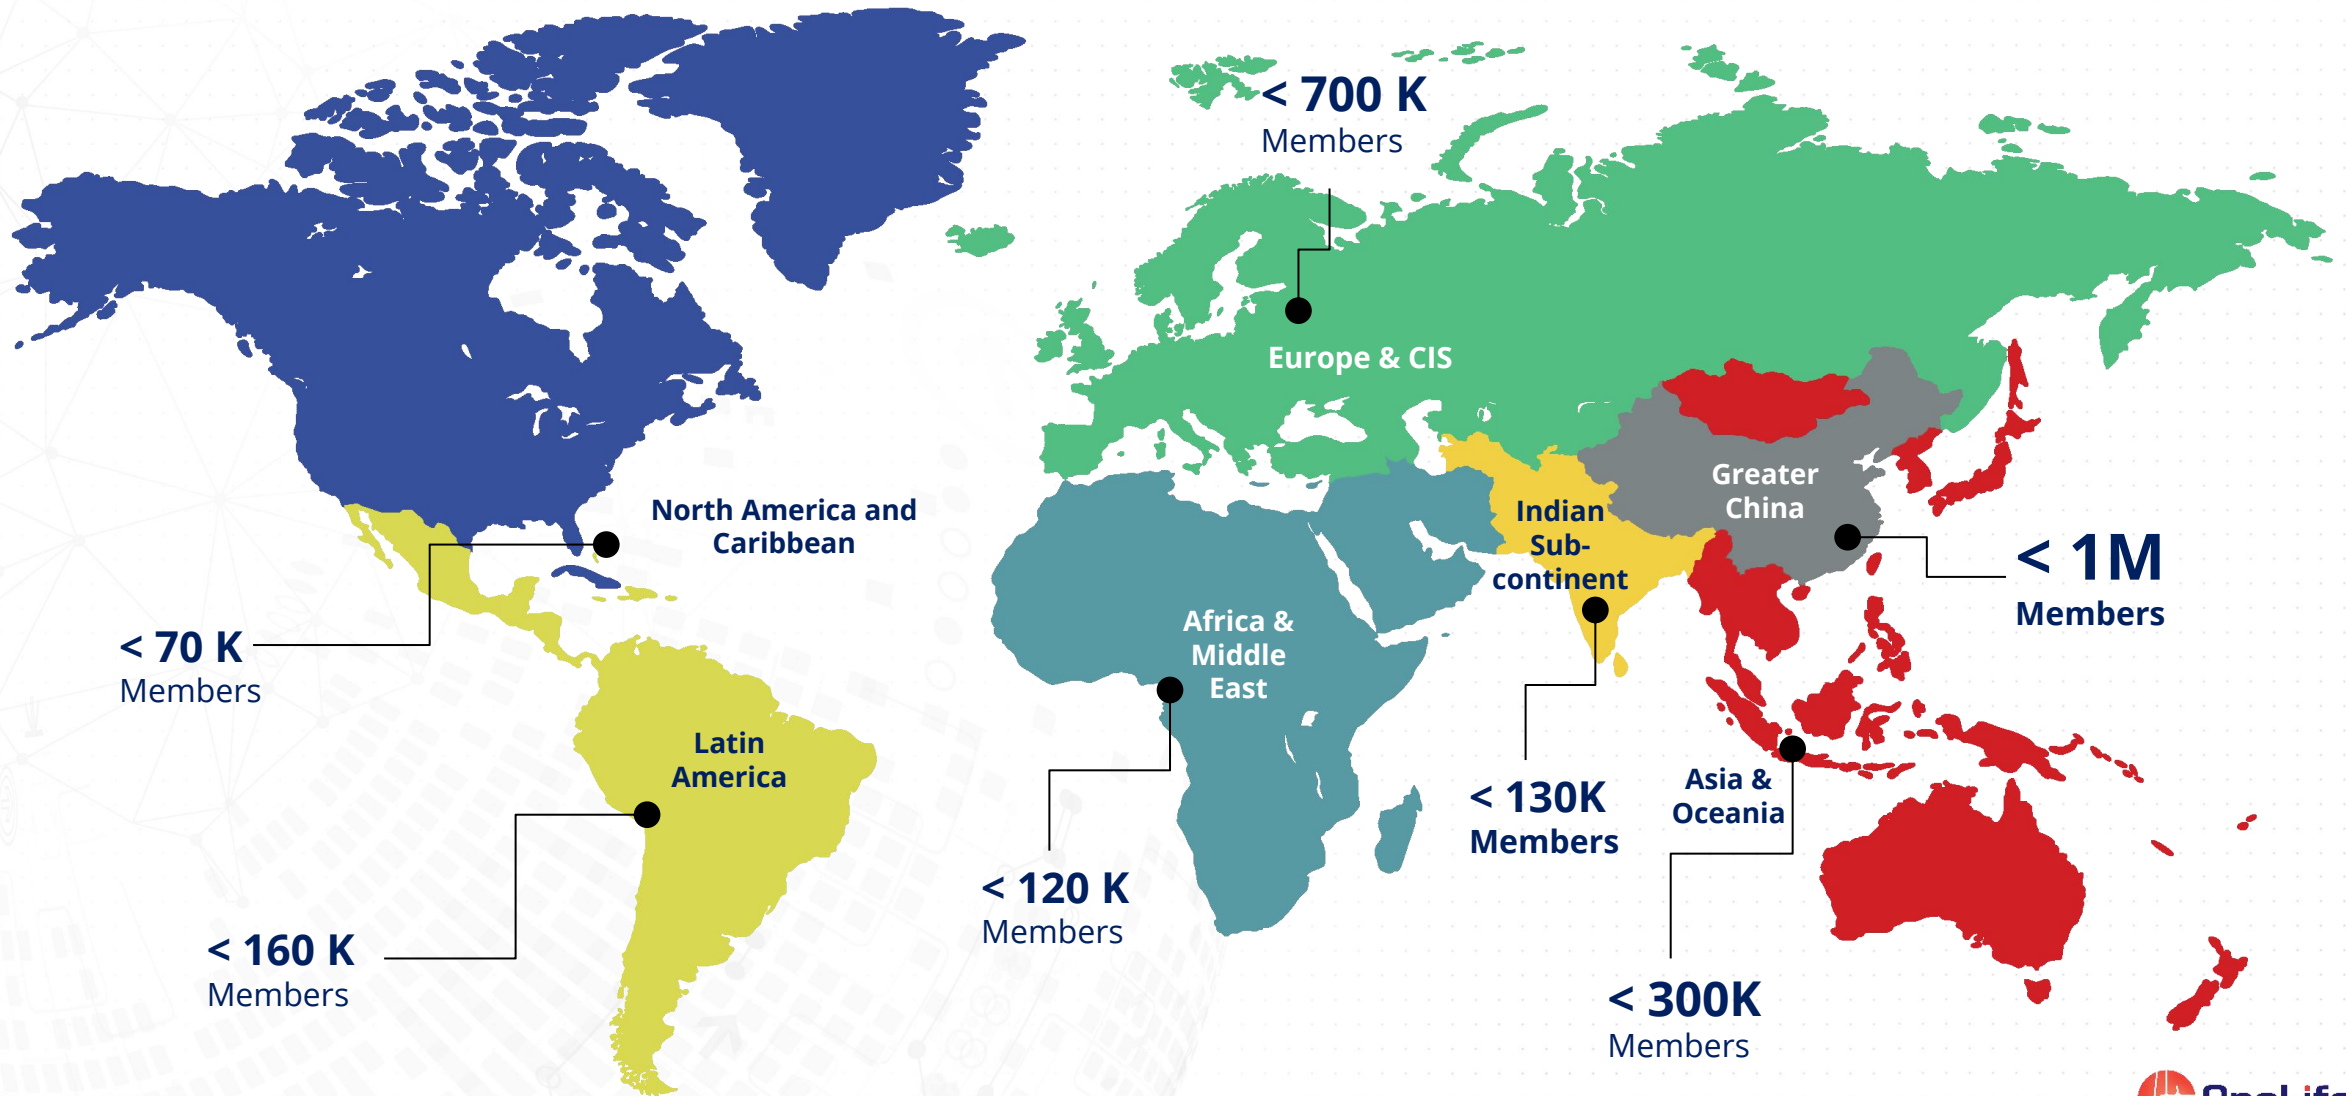 < 700 K
Members
Europe & CIS
Greater
China
North America and
Caribbean
Indian
Sub-
continent
< 1M
Members
< 70 K
Members
Africa &
Middle
East
Latin
America
< 130K
Members
Asia &
Oceania
< 120 K
Members
< 160 K
Members
< 300K
Members